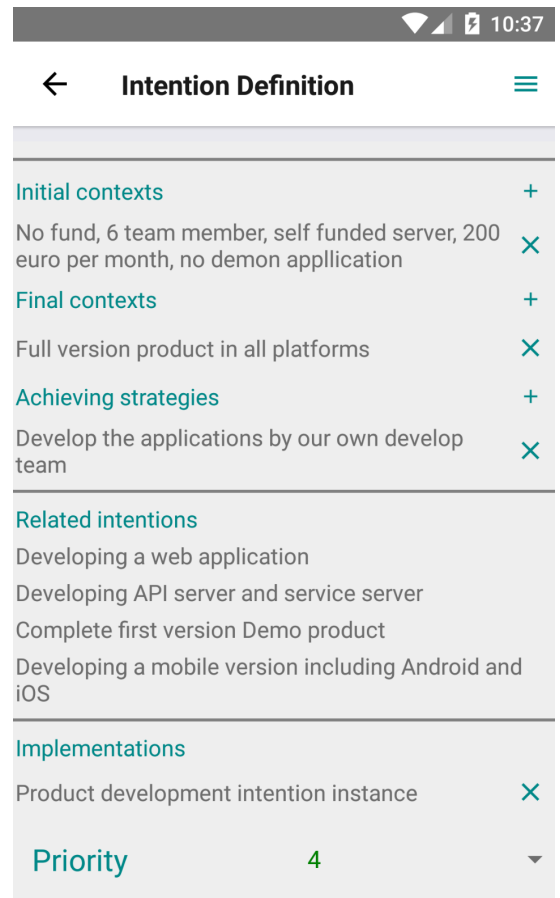 10:37
Intention Definition
Initial contexts +
No fund, 6 team member, self funded server, 200
euro per month, no demon appllication
Final contexts +
Full version product in all platforms
Achieving strategies +
Develop the applications by our own develop
team
Related intentions
Developing a web application
Developing API server and service server
Complete first version Demo product
Developing a mobile version including Android and
iOS
Implementations
Product development intention instance
Priority 4